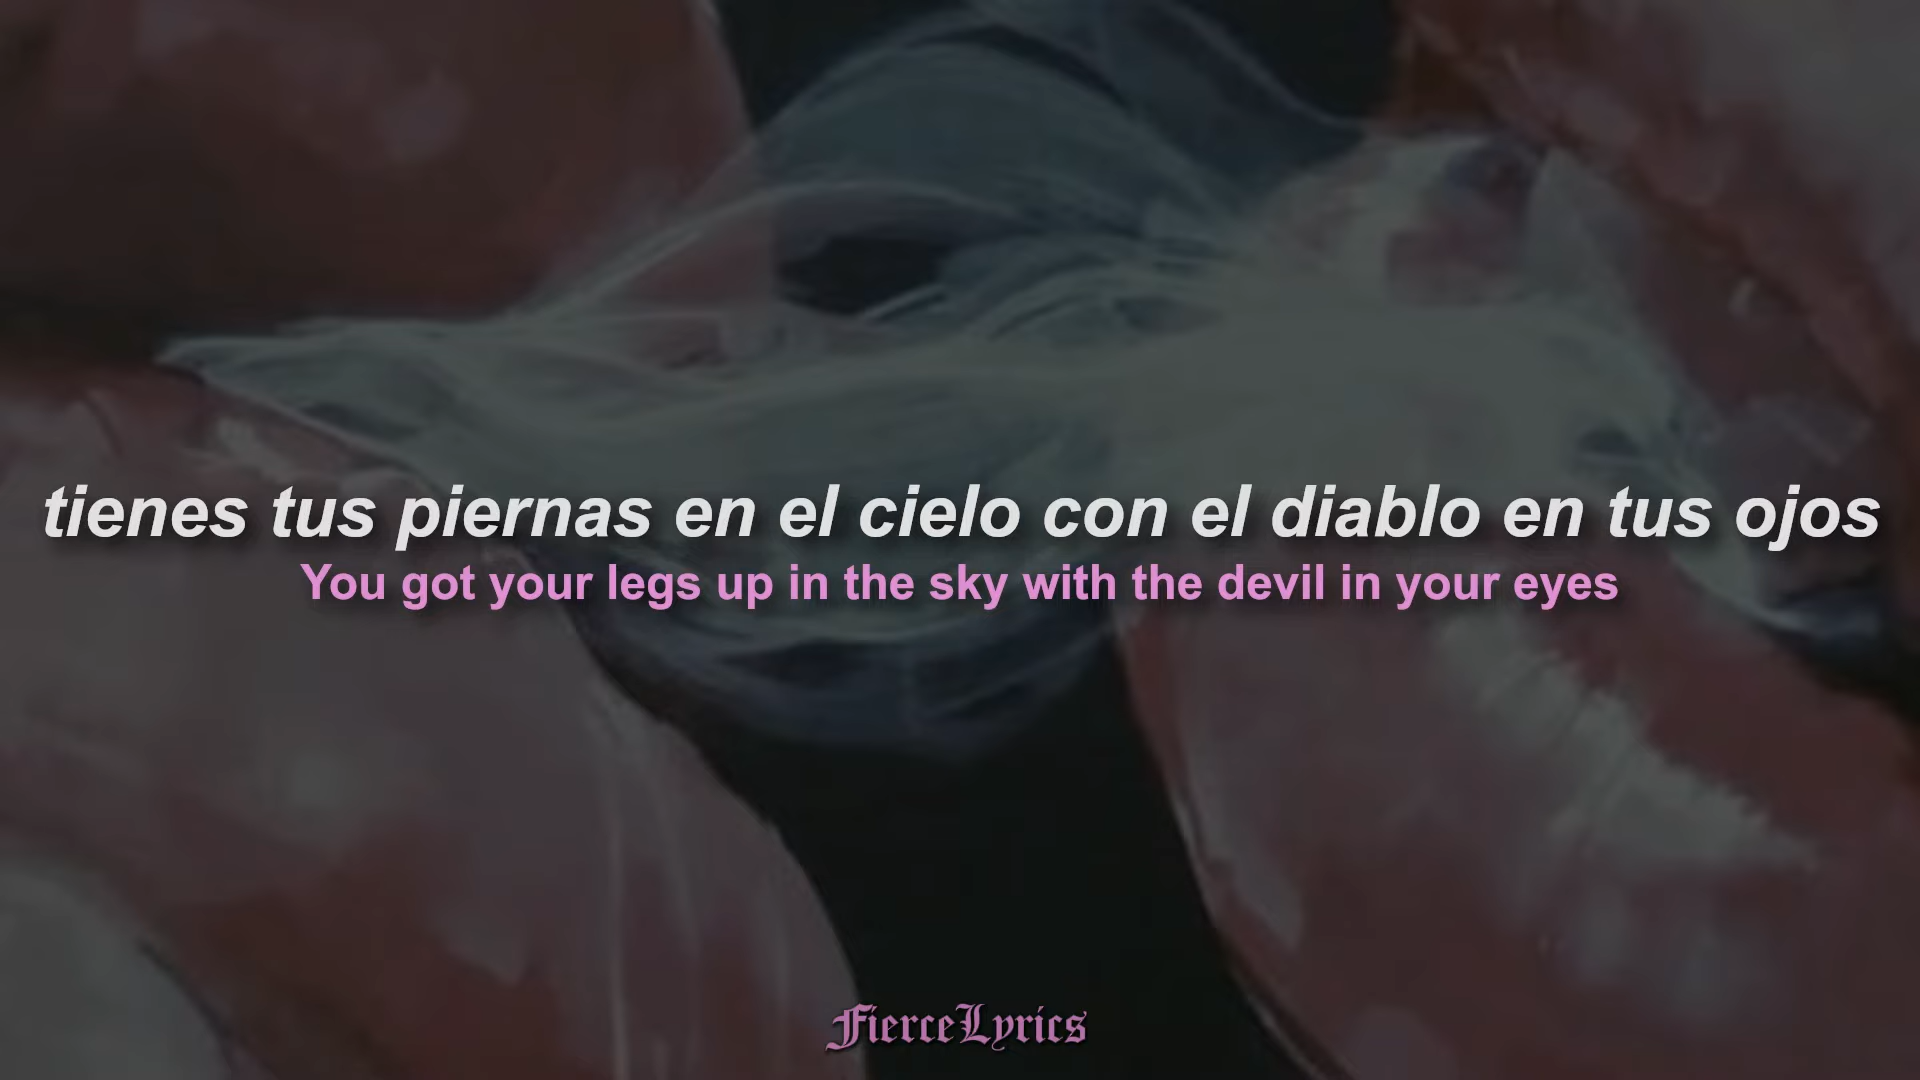 tienes tus piernas en el cielo con el diablo en tus ojos
You got your legs up in the sky with the devil in your eyes
FierceLyrics